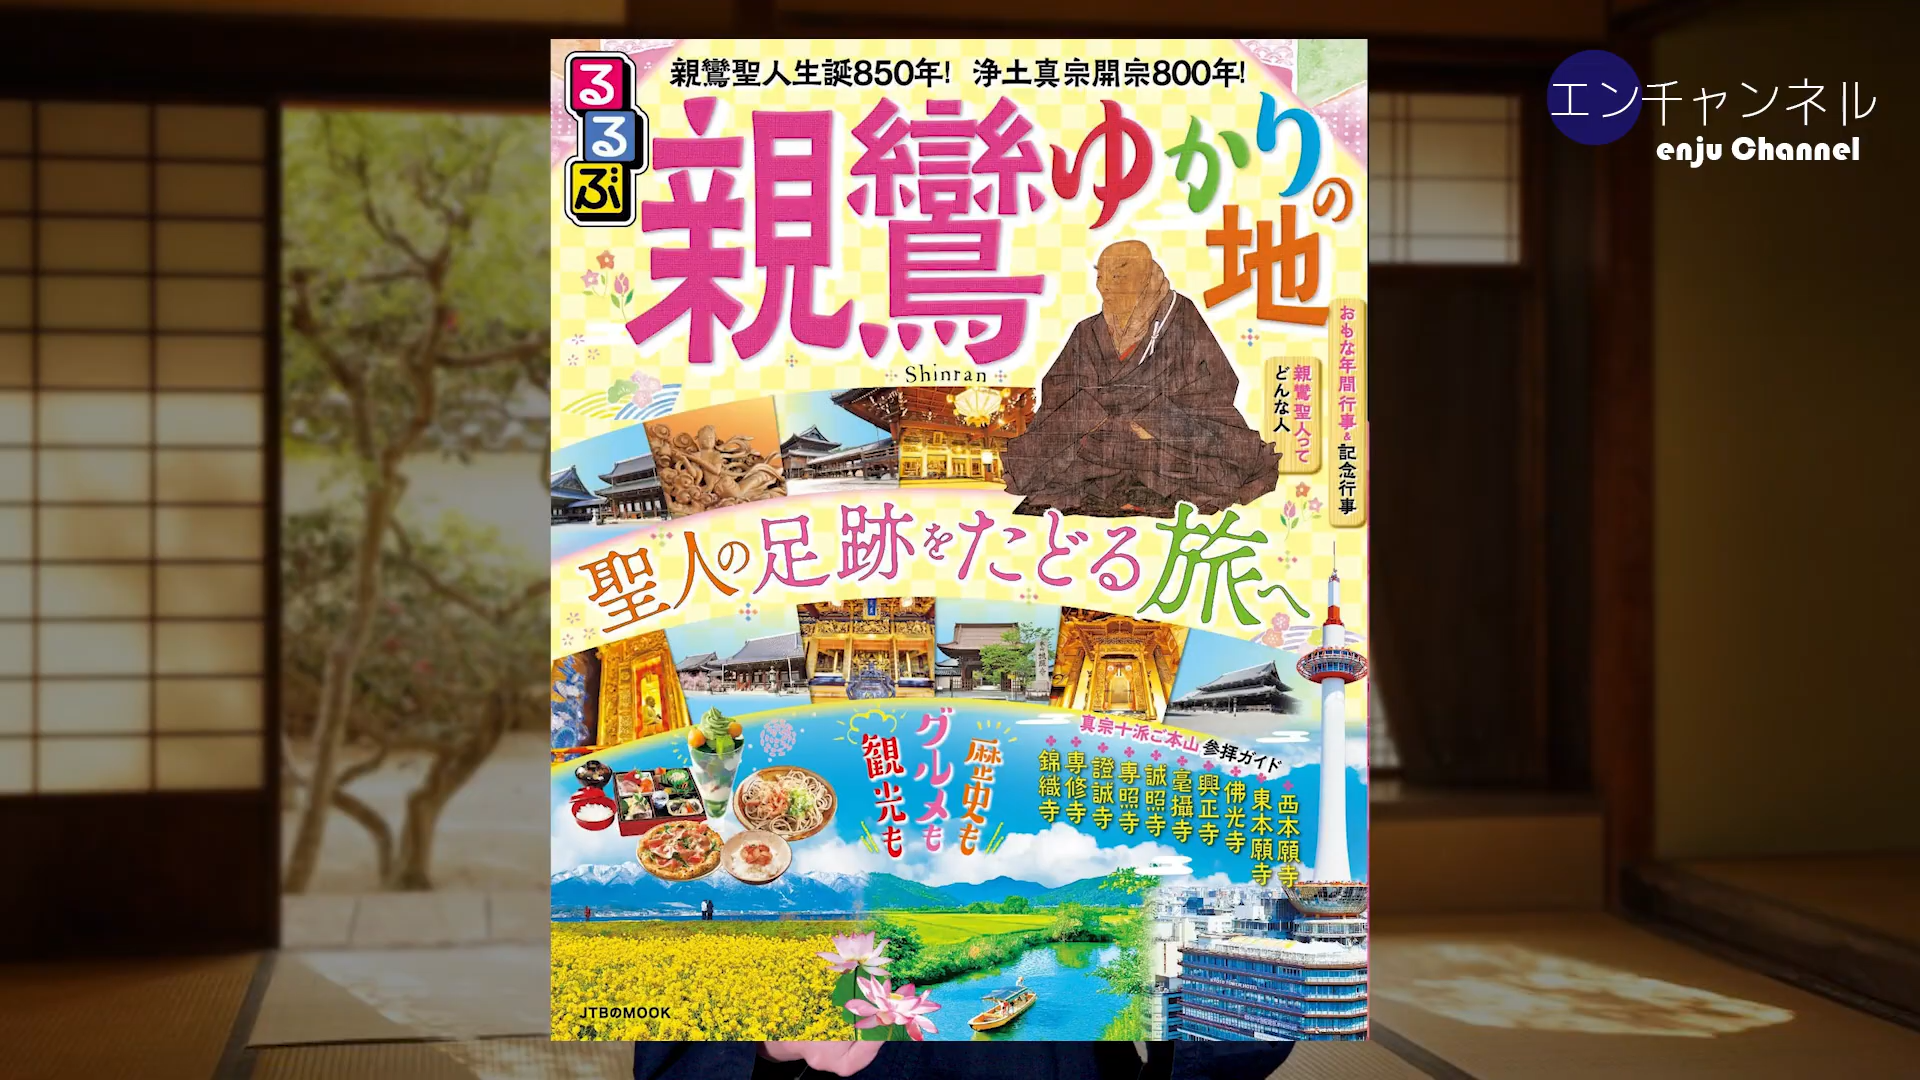 エンチャンネル
enju Channel
るるぶ
親鸞聖人生誕850年! 浄土真宗開宗800年!
親鸞ゆかりの地
Shinran
おもな年間行事&記念行事
親鸞聖人って
どんな人
聖人の足跡をたどる旅へ
歴史も
グルメも
観光も
真宗十派ご本山 参拝ガイド
西本願寺
東本願寺
佛光寺
興正寺
毫攝寺
誠照寺
専照寺
證誠寺
専修寺
錦織寺
JTBのMOOK